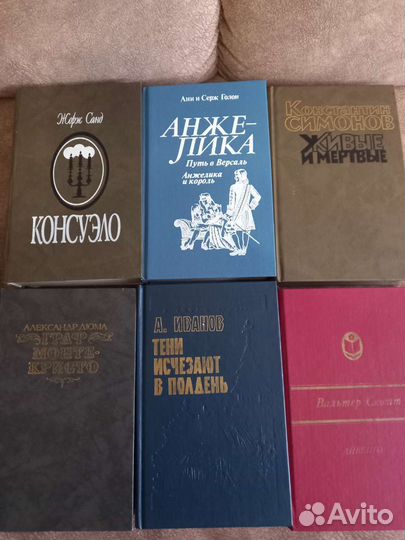 Жорж Санд
КОНСУЭЛО
Анн и Серж Голон
АНЖЕ-
ЛИКА
Путь в Версаль
Анжелика
и король
Константин
СИМОНОВ
ЖИВЫЕ
И МЕРТВЫЕ
АЛЕКСАНДР ДЮМА
ГРАФ
МОНТЕ-
КРИСТО
А. ИВАНОВ
ТЕНИ
ИСЧЕЗАЮТ
В ПОЛДЕНЬ
Вальтер Скотт
АЙВЕНГО
Avito